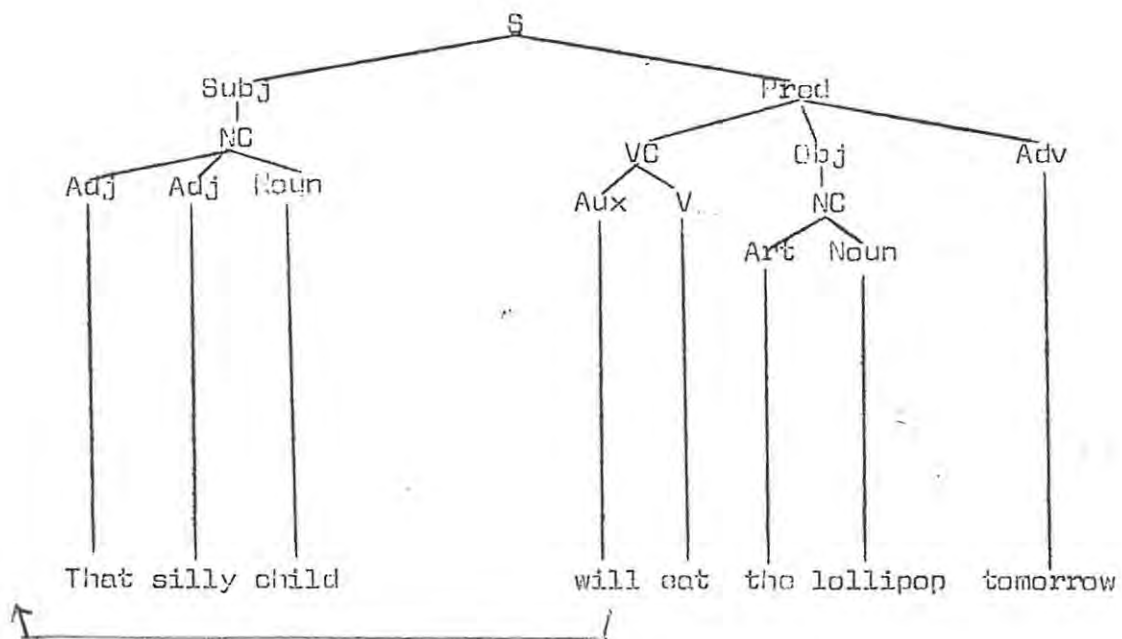 S
Subj Pred
NC VC Obj Adv
Adj Adj Noun Aux V NC
Art Noun
That silly child will eat the lollipop tomorrow